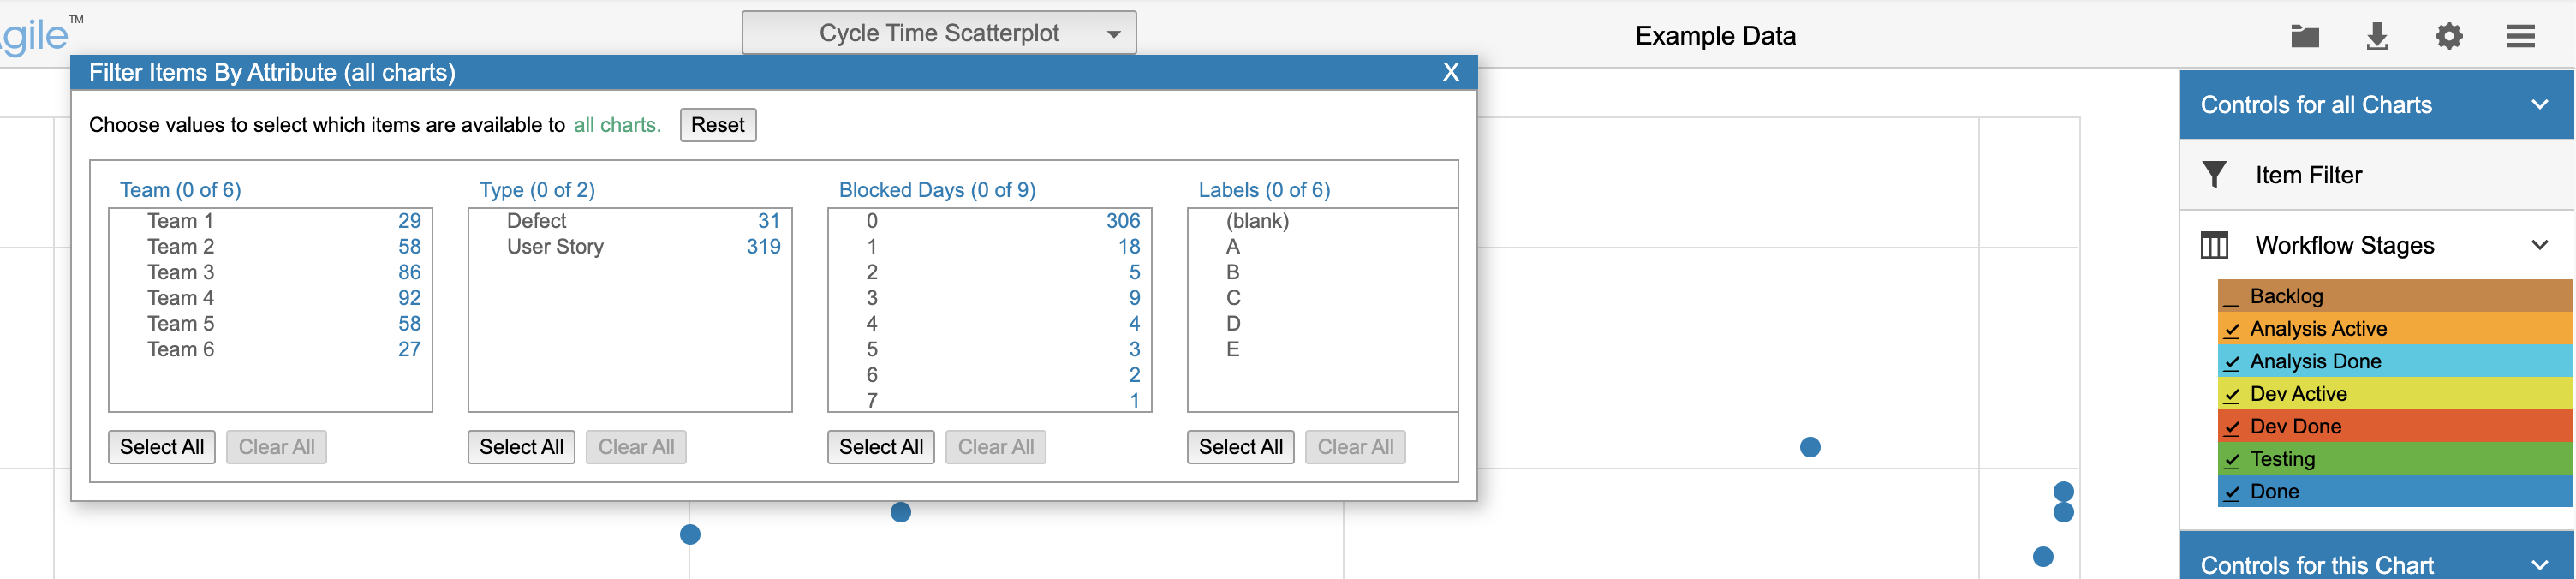 gile™
Cycle Time Scatterplot
Example Data
Filter Items By Attribute (all charts)
X
Choose values to select which items are available to all charts.
Reset
Team (0 of 6)
Team 1 29
Team 2 58
Team 3 86
Team 4 92
Team 5 58
Team 6 27
Select All Clear All
Type (0 of 2)
Defect 31
User Story 319
Select All Clear All
Blocked Days (0 of 9)
0 306
1 18
2 5
3 9
4 4
5 3
6 2
7 1
Select All Clear All
Labels (0 of 6)
(blank)
A
B
C
D
E
Select All Clear All
Controls for all Charts
Item Filter
Workflow Stages
Backlog
Analysis Active
Analysis Done
Dev Active
Dev Done
Testing
Done
Controls for this Chart